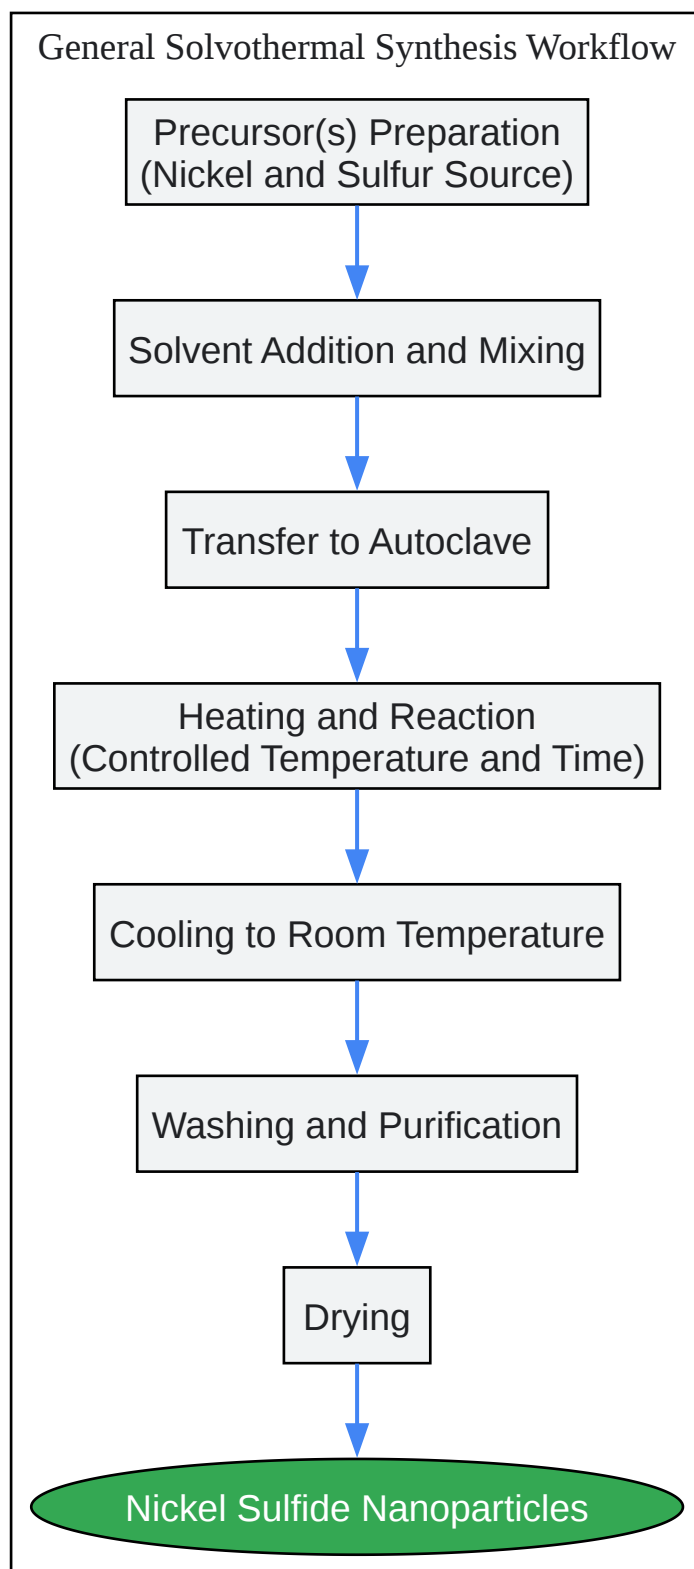 General Solvothermal Synthesis Workflow
Precursor(s) Preparation
(Nickel and Sulfur Source)
Solvent Addition and Mixing
Transfer to Autoclave
Heating and Reaction
(Controlled Temperature and Time)
Cooling to Room Temperature
Washing and Purification
Drying
Nickel Sulfide Nanoparticles